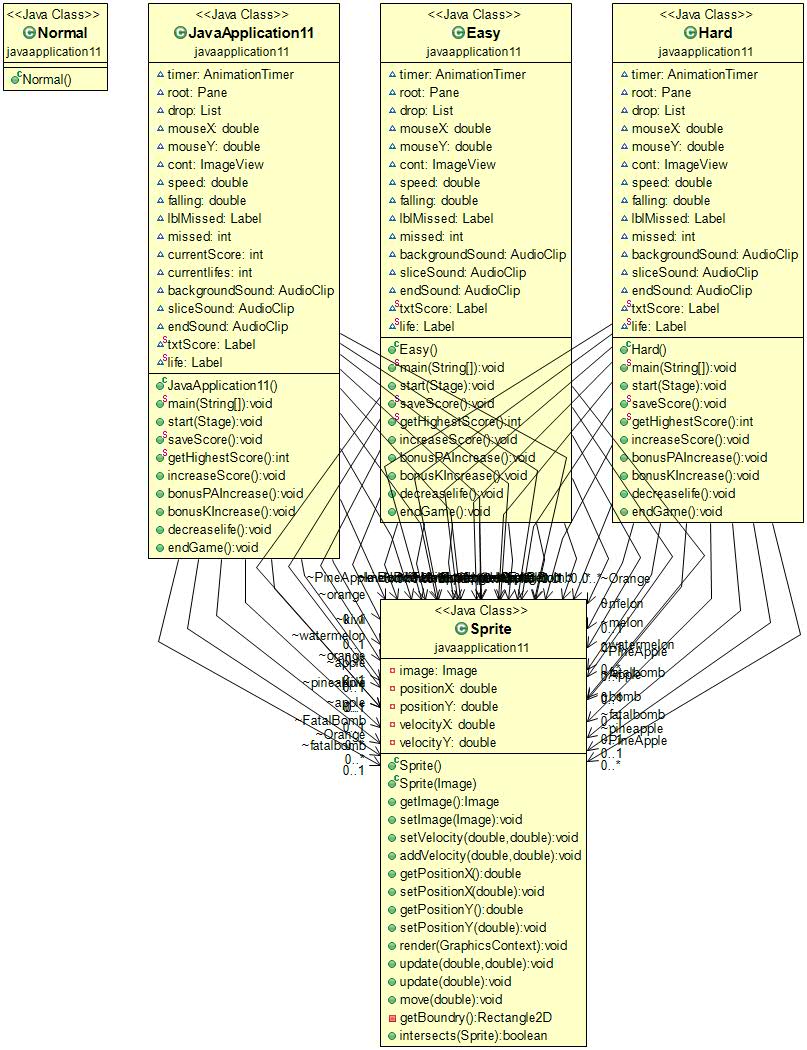 <<Java Class>>
Normal
javaapplication11
Normal()
<<Java Class>>
JavaApplication11
javaapplication11
timer: AnimationTimer
root: Pane
drop: List
mouseX: double
mouseY: double
cont: ImageView
speed: double
falling: double
lblMissed: Label
missed: int
currentScore: int
currentlifes: int
backgroundSound: AudioClip
sliceSound: AudioClip
endSound: AudioClip
txtScore: Label
life: Label
JavaApplication11()
main(String[]):void
start(Stage):void
saveScore():void
getHighestScore():int
increaseScore():void
bonusPAIncrease():void
bonusKIncrease():void
decreaselife():void
endGame():void
<<Java Class>>
Easy
javaapplication11
timer: AnimationTimer
root: Pane
drop: List
mouseX: double
mouseY: double
cont: ImageView
speed: double
falling: double
lblMissed: Label
missed: int
backgroundSound: AudioClip
sliceSound: AudioClip
endSound: AudioClip
txtScore: Label
life: Label
Easy()
main(String[]):void
start(Stage):void
saveScore():void
getHighestScore():int
increaseScore():void
bonusPAIncrease():void
bonusKIncrease():void
decreaselife():void
endGame():void
<<Java Class>>
Hard
javaapplication11
timer: AnimationTimer
root: Pane
drop: List
mouseX: double
mouseY: double
cont: ImageView
speed: double
falling: double
lblMissed: Label
missed: int
backgroundSound: AudioClip
sliceSound: AudioClip
endSound: AudioClip
txtScore: Label
life: Label
Hard()
main(String[]):void
start(Stage):void
saveScore():void
getHighestScore():int
increaseScore():void
bonusPAIncrease():void
bonusKIncrease():void
decreaselife():void
endGame():void
~PineApple
~orange
~watermelon
0..1
~orange
~apple
~pineapple
0..1
~apple
0..1
~FatalBomb
0..1
~Orange
~fatalbomb
0..*
0..1
~Orange
~melon
0..1
~watermelon
~PineApple
~fatalbomb
~bomb
~fatalbomb
~pineapple
~PineApple
0..1
0..*
<<Java Class>>
Sprite
javaapplication11
image: Image
positionX: double
positionY: double
velocityX: double
velocityY: double
Sprite()
Sprite(Image)
getImage():Image
setImage(Image):void
setVelocity(double,double):void
addVelocity(double,double):void
getPositionX():double
setPositionX(double):void
getPositionY():double
setPositionY(double):void
render(GraphicsContext):void
update(double,double):void
update(double):void
move(double):void
getBoundry():Rectangle2D
intersects(Sprite):boolean